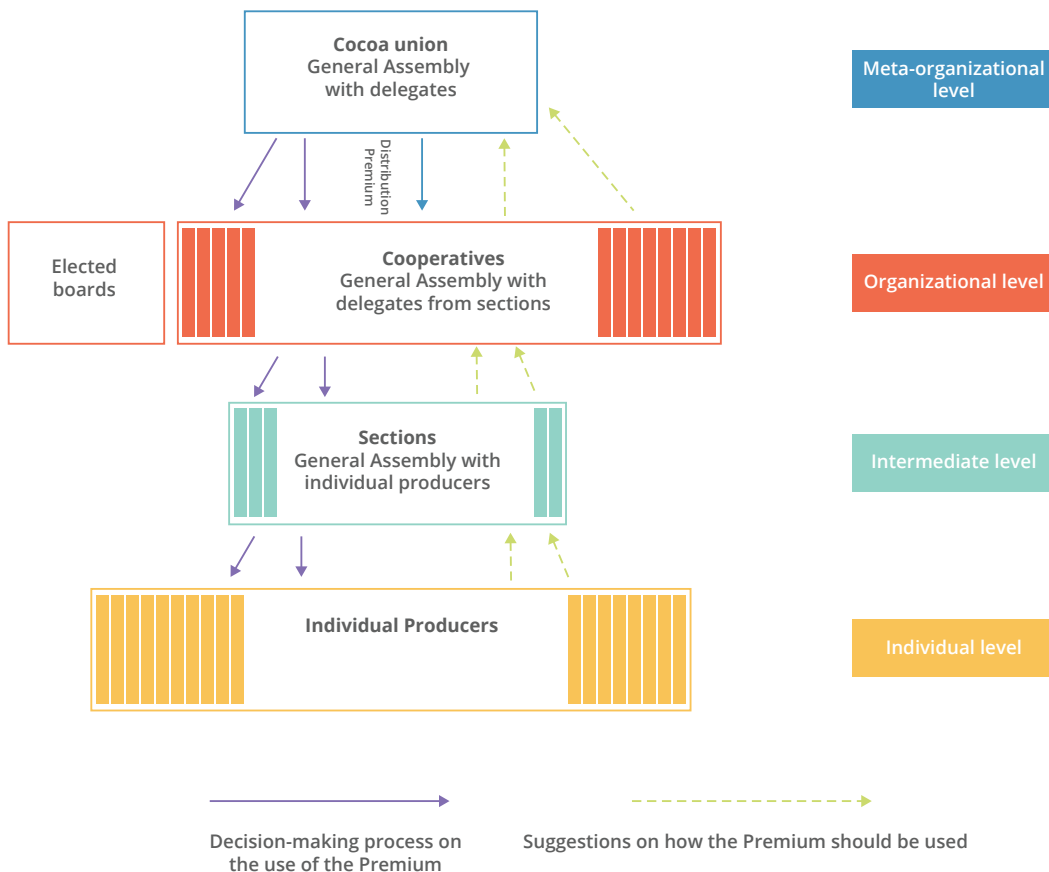 Cocoa union
General Assembly
with delegates
Meta-organizational
level
Distribution
Premium
Elected
boards
Cooperatives
General Assembly with
delegates from sections
Organizational level
Sections
General Assembly with
individual producers
Intermediate level
Individual Producers
Individual level
Decision-making process on
the use of the Premium
Suggestions on how the Premium should be used